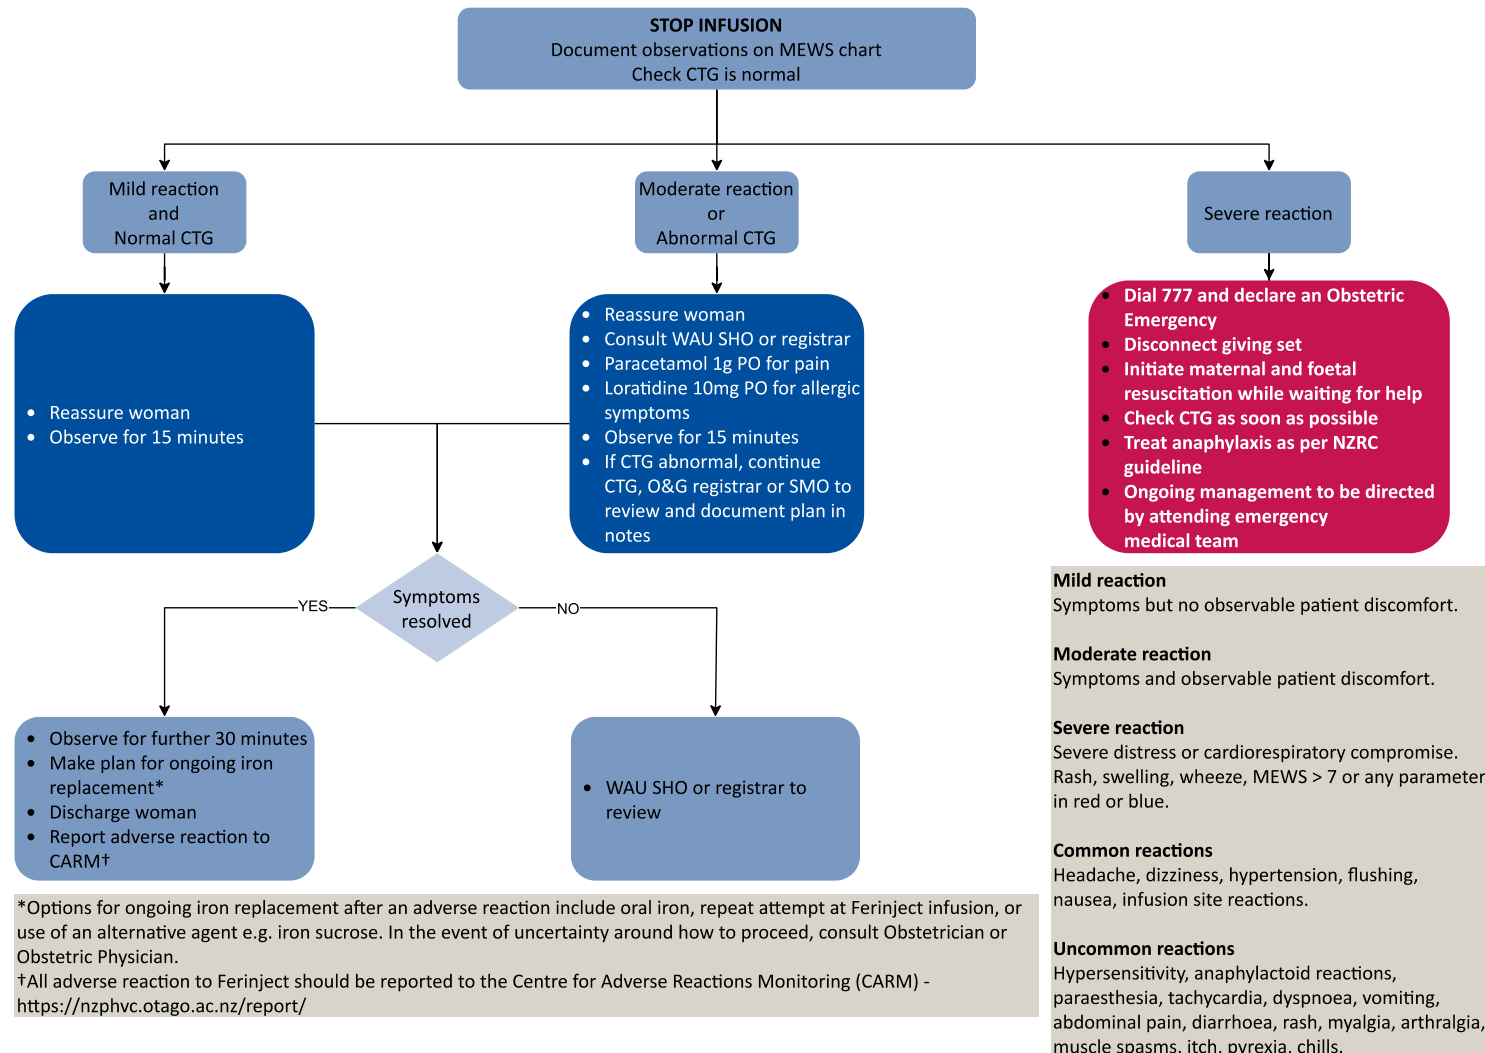 STOP INFUSION
Document observations on MEWS chart
Check CTG is normal
Mild reaction
and
Normal CTG
Moderate reaction
or
Abnormal CTG
Severe reaction
• Reassure woman
• Observe for 15 minutes
• Reassure woman
• Consult WAU SHO or registrar
• Paracetamol 1g PO for pain
• Loratidine 10mg PO for allergic
symptoms
• Observe for 15 minutes
• If CTG abnormal, continue
CTG, O&G registrar or SMO to
review and document plan in
notes
• Dial 777 and declare an Obstetric
Emergency
• Disconnect giving set
• Initiate maternal and foetal
resuscitation while waiting for help
• Check CTG as soon as possible
• Treat anaphylaxis as per NZRC
guideline
• Ongoing management to be directed
by attending emergency
medical team
Symptoms
resolved
YES
NO
• Observe for further 30 minutes
• Make plan for ongoing iron
replacement*
• Discharge woman
• Report adverse reaction to
CARM†
• WAU SHO or registrar to
review
Mild reaction
Symptoms but no observable patient discomfort.
Moderate reaction
Symptoms and observable patient discomfort.
Severe reaction
Severe distress or cardiorespiratory compromise.
Rash, swelling, wheeze, MEWS > 7 or any parameter
in red or blue.
Common reactions
Headache, dizziness, hypertension, flushing,
nausea, infusion site reactions.
Uncommon reactions
Hypersensitivity, anaphylactoid reactions,
paraesthesia, tachycardia, dyspnoea, vomiting,
abdominal pain, diarrhoea, rash, myalgia, arthralgia,
muscle spasms, itch, pyrexia, chills.
*Options for ongoing iron replacement after an adverse reaction include oral iron, repeat attempt at Ferinject infusion, or
use of an alternative agent e.g. iron sucrose. In the event of uncertainty around how to proceed, consult Obstetrician or
Obstetric Physician.
†All adverse reaction to Ferinject should be reported to the Centre for Adverse Reactions Monitoring (CARM) -
https://nzphvc.otago.ac.nz/report/